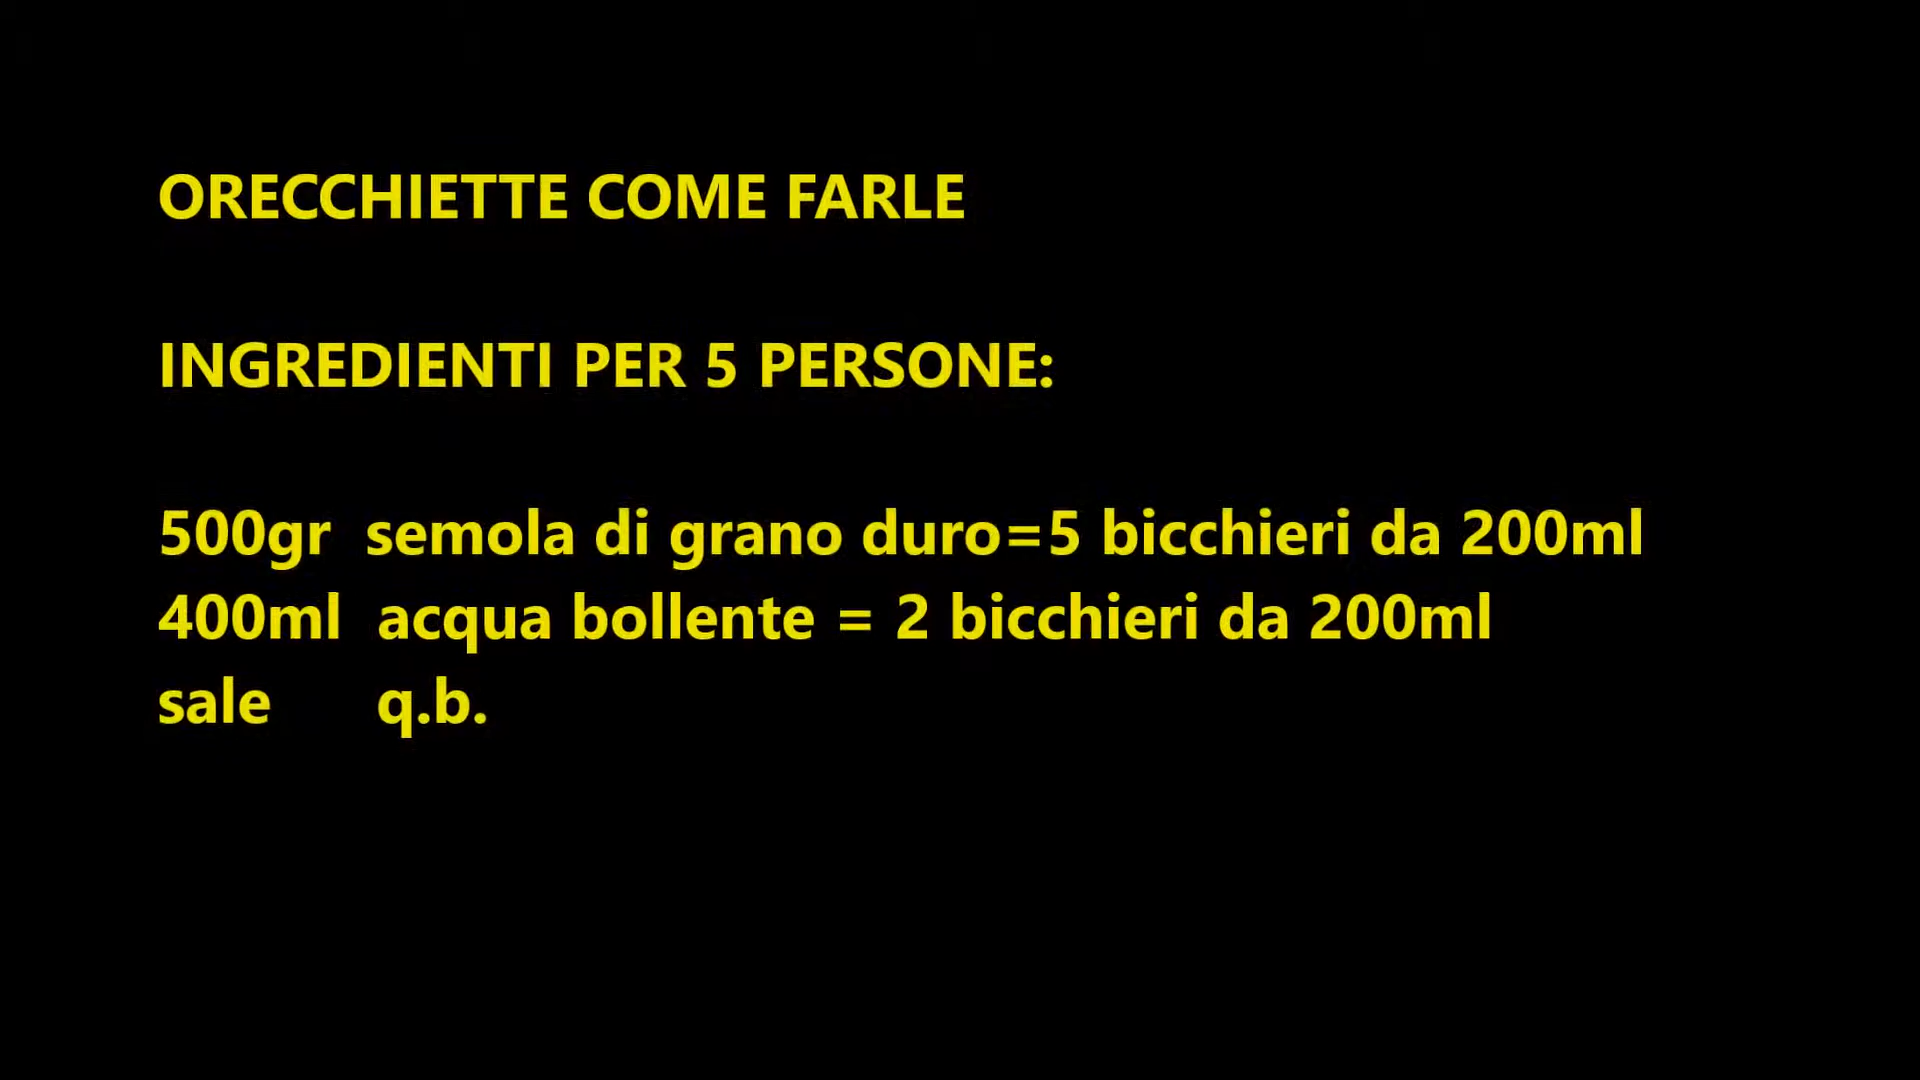 ORECCHIETTE COME FARLE
INGREDIENTI PER 5 PERSONE:
500gr  semola di grano duro=5 bicchieri da 200ml
400ml  acqua bollente = 2 bicchieri da 200ml
sale      q.b.